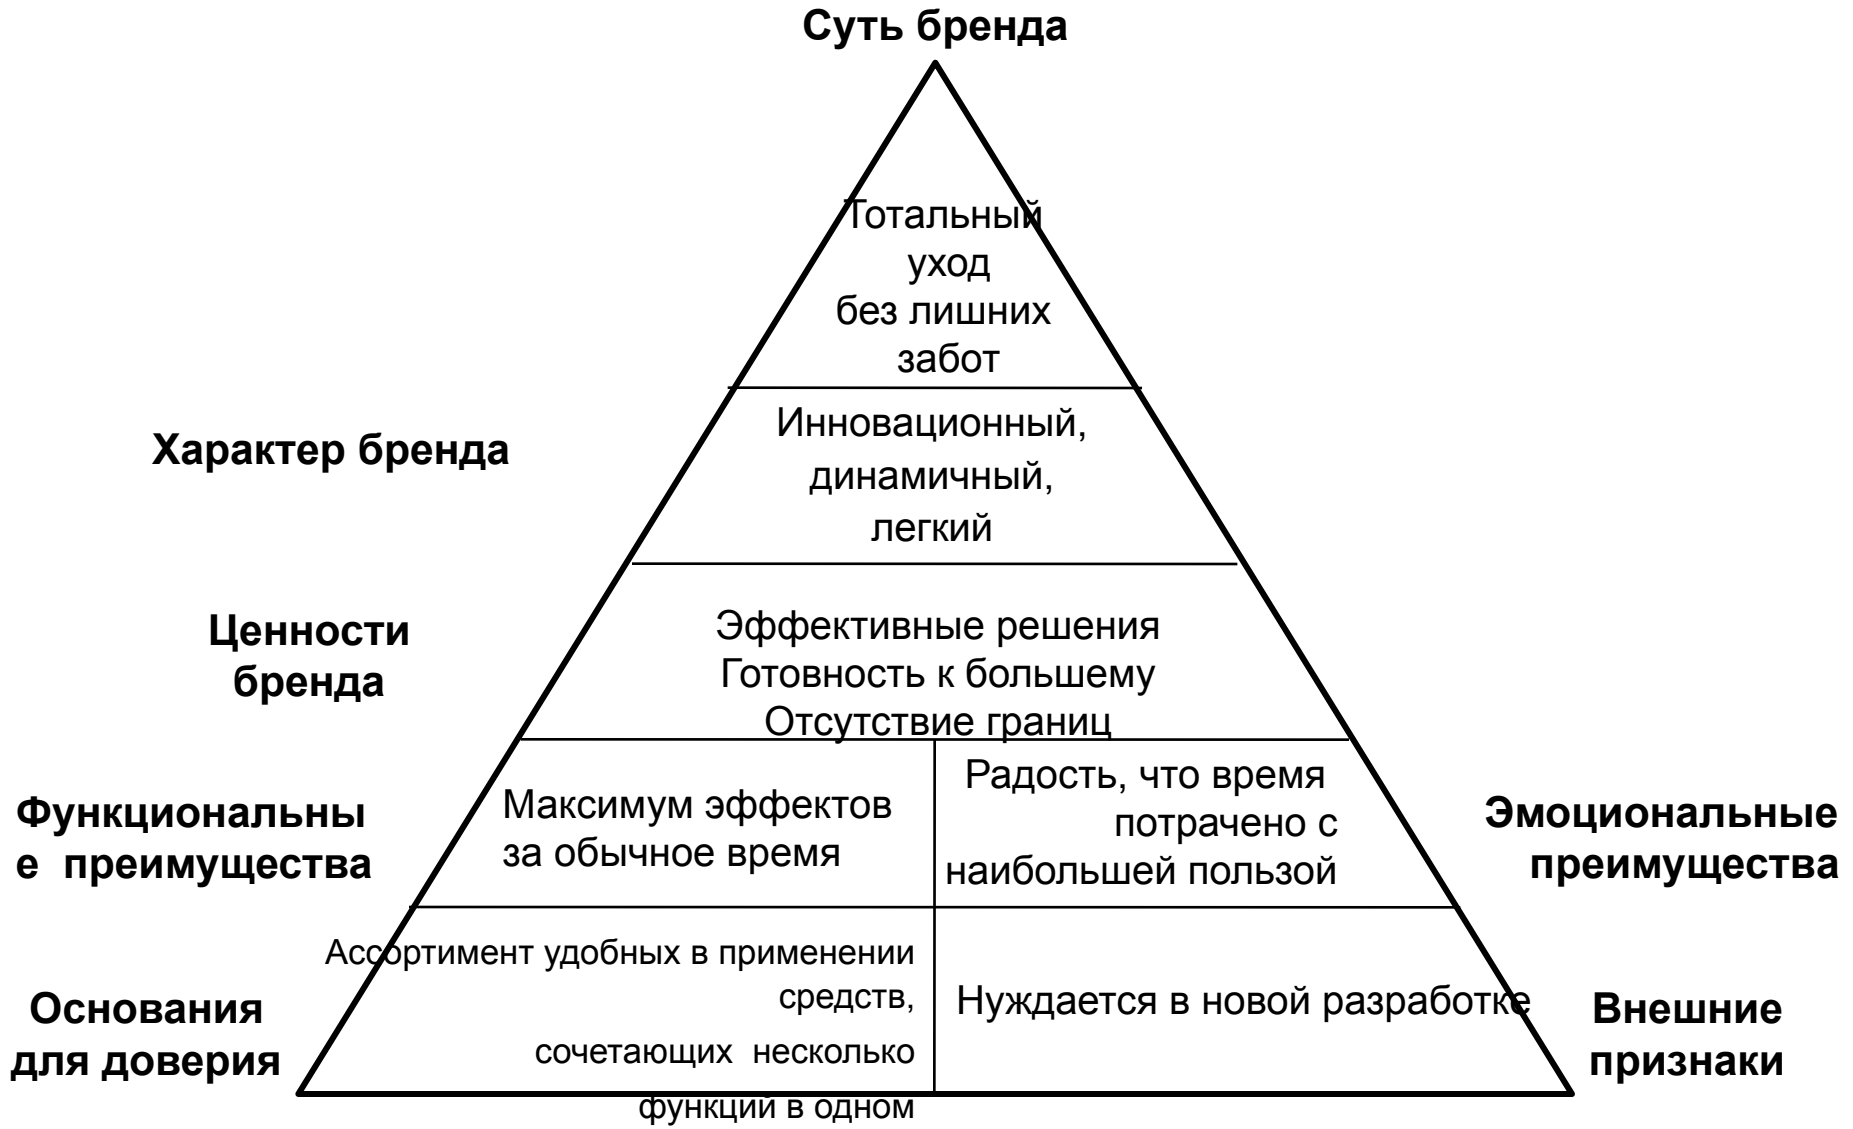 Суть бренда
Тотальный
уход
без лишних
забот
Характер бренда
Инновационный,
динамичный,
легкий
Ценности
бренда
Эффективные решения
Готовность к большему
Отсутствие границ
Функциональны
е преимущества
Максимум эффектов
за обычное время
Радость, что время
потрачено с
наибольшей пользой
Эмоциональные
преимущества
Основания
для доверия
Ассортимент удобных в применении
средств,
сочетающих несколько
функций в одном
Нуждается в новой разработке
Внешние
признаки